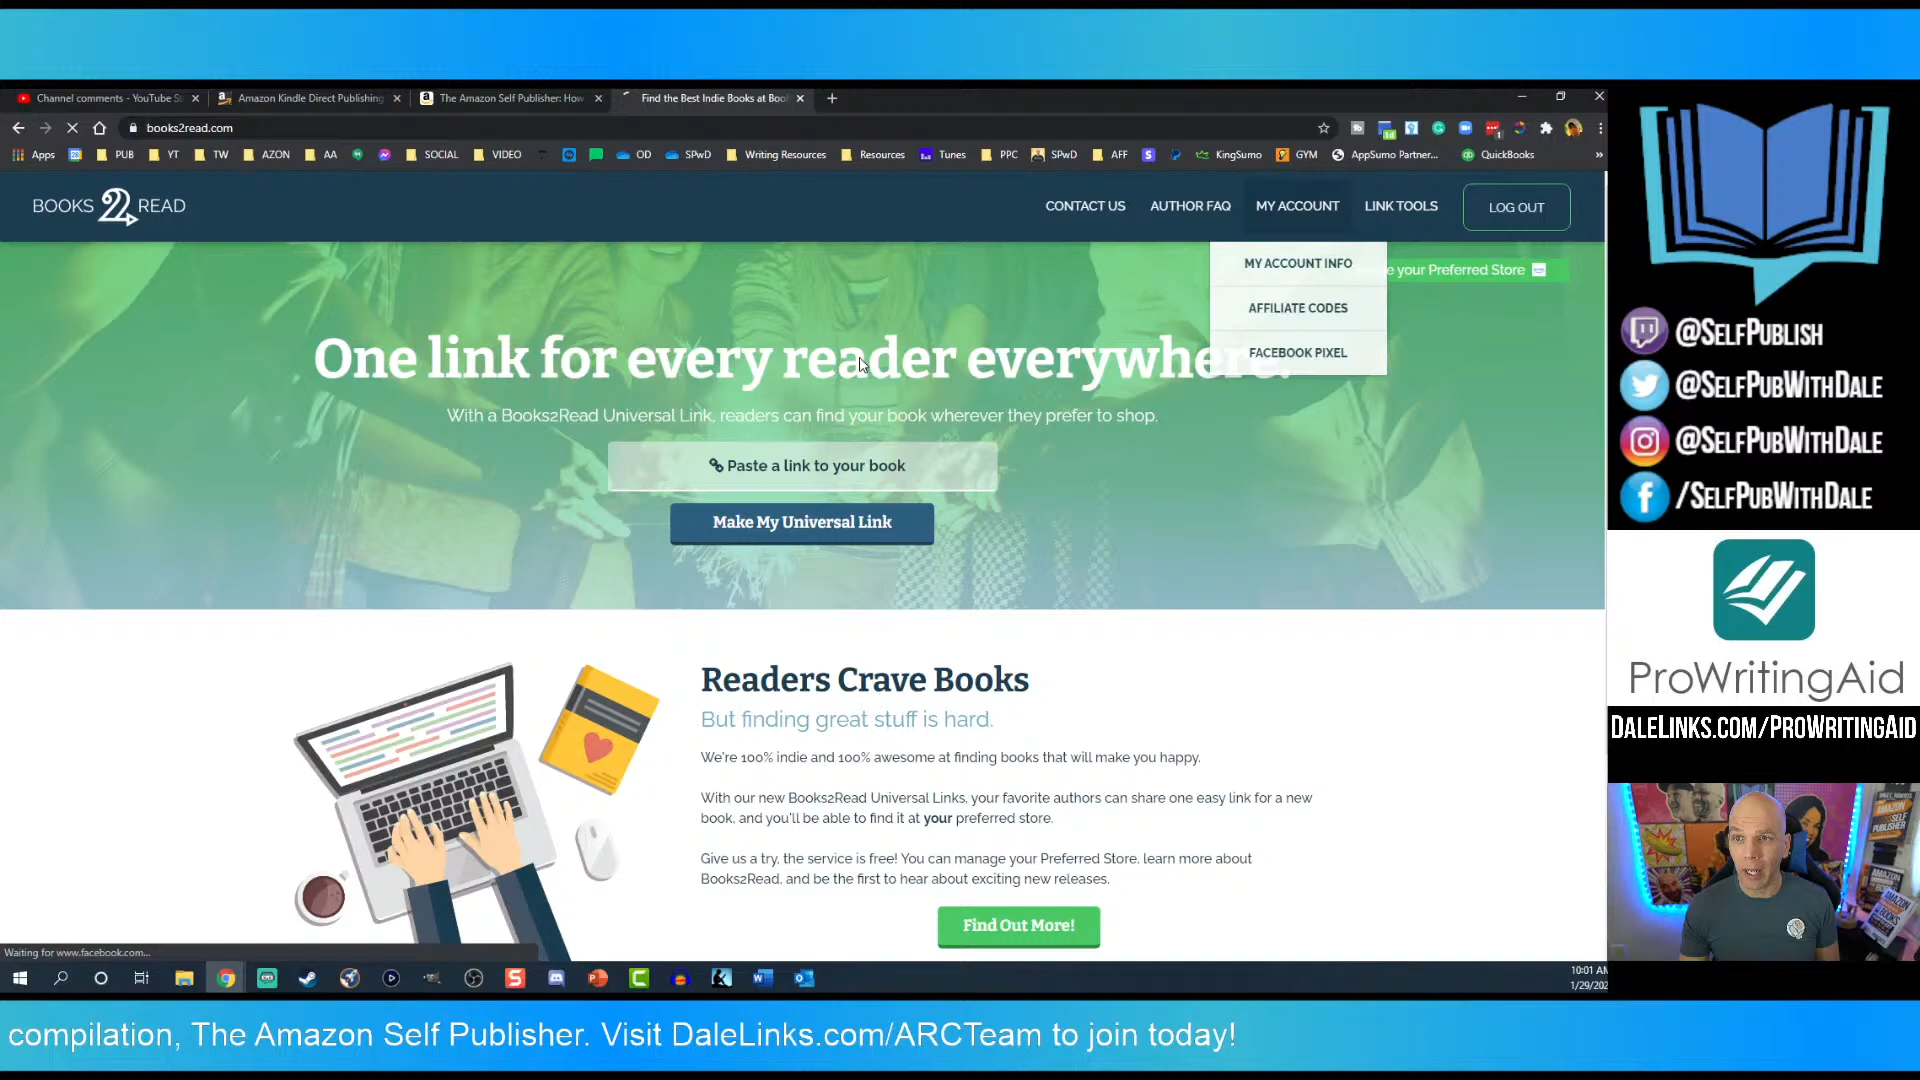 Channel comments - YouTube S
Amazon Kindle Direct Publishing
The Amazon Self Publisher: How
Find the Best Indie Books at Boo
books2read.com
Apps PUB YT TW AZON AA SOCIAL VIDEO OD SPwD Writing Resources Resources Tunes PPC SPwD AFF KingSumo GYM AppSumo Partner... QuickBooks »
BOOKS 2 READ
CONTACT US AUTHOR FAQ MY ACCOUNT LINK TOOLS LOG OUT
MY ACCOUNT INFO
e your Preferred Store
AFFILIATE CODES
FACEBOOK PIXEL
One link for every reader everywhere.
With a Books2Read Universal Link, readers can find your book wherever they prefer to shop.
Paste a link to your book
Make My Universal Link
Readers Crave Books
But finding great stuff is hard.
We're 100% indie and 100% awesome at finding books that will make you happy.
With our new Books2Read Universal Links, your favorite authors can share one easy link for a new
book, and you'll be able to find it at your preferred store.
Give us a try, the service is free! You can manage your Preferred Store, learn more about
Books2Read, and be the first to hear about exciting new releases.
Find Out More!
Waiting for www.facebook.com...
10:01 AM
1/29/202
@SelfPublish
@SelfPubWithDale
@SelfPubWithDale
/SelfPubWithDale
ProWritingAid
DaleLinks.com/ProWritingAid
compilation, The Amazon Self Publisher. Visit DaleLinks.com/ARCTeam to join today!